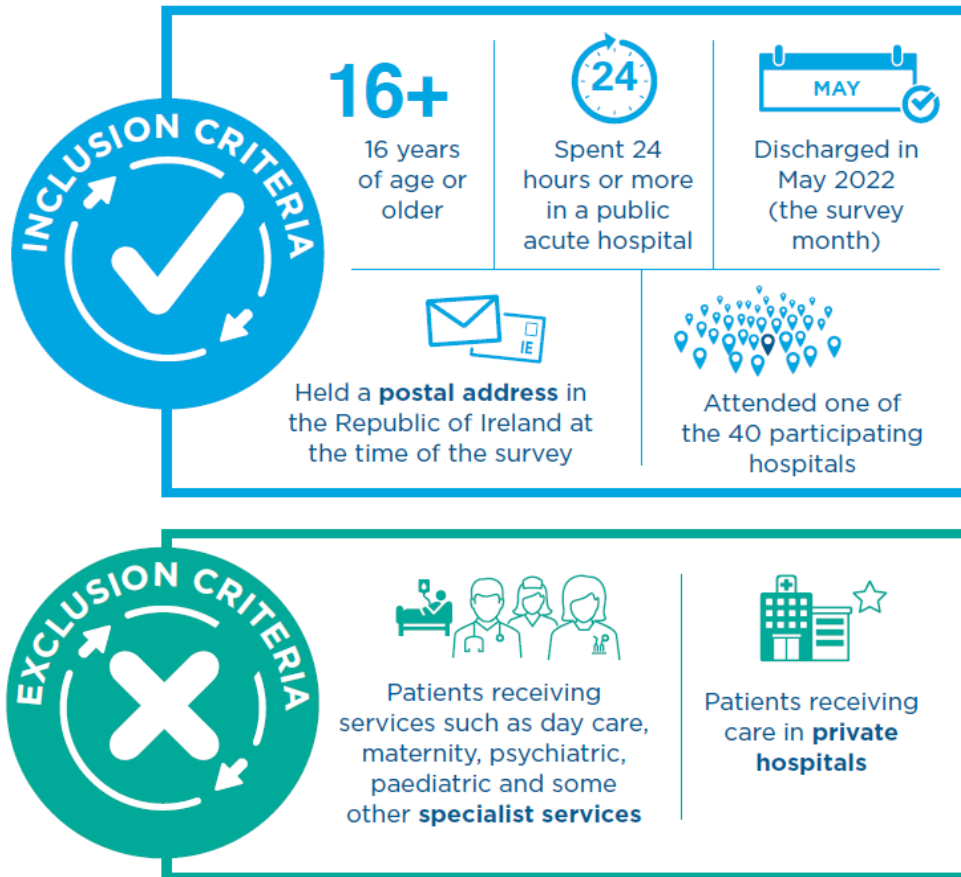 INCLUSION CRITERIA
16+
16 years
of age or
older
24
Spent 24
hours or more
in a public
acute hospital
MAY
Discharged in
May 2022
(the survey
month)
IE
Held a postal address in
the Republic of Ireland at
the time of the survey
Attended one of
the 40 participating
hospitals
EXCLUSION CRITERIA
Patients receiving
services such as day care,
maternity, psychiatric,
paediatric and some
other specialist services
Patients receiving
care in private
hospitals